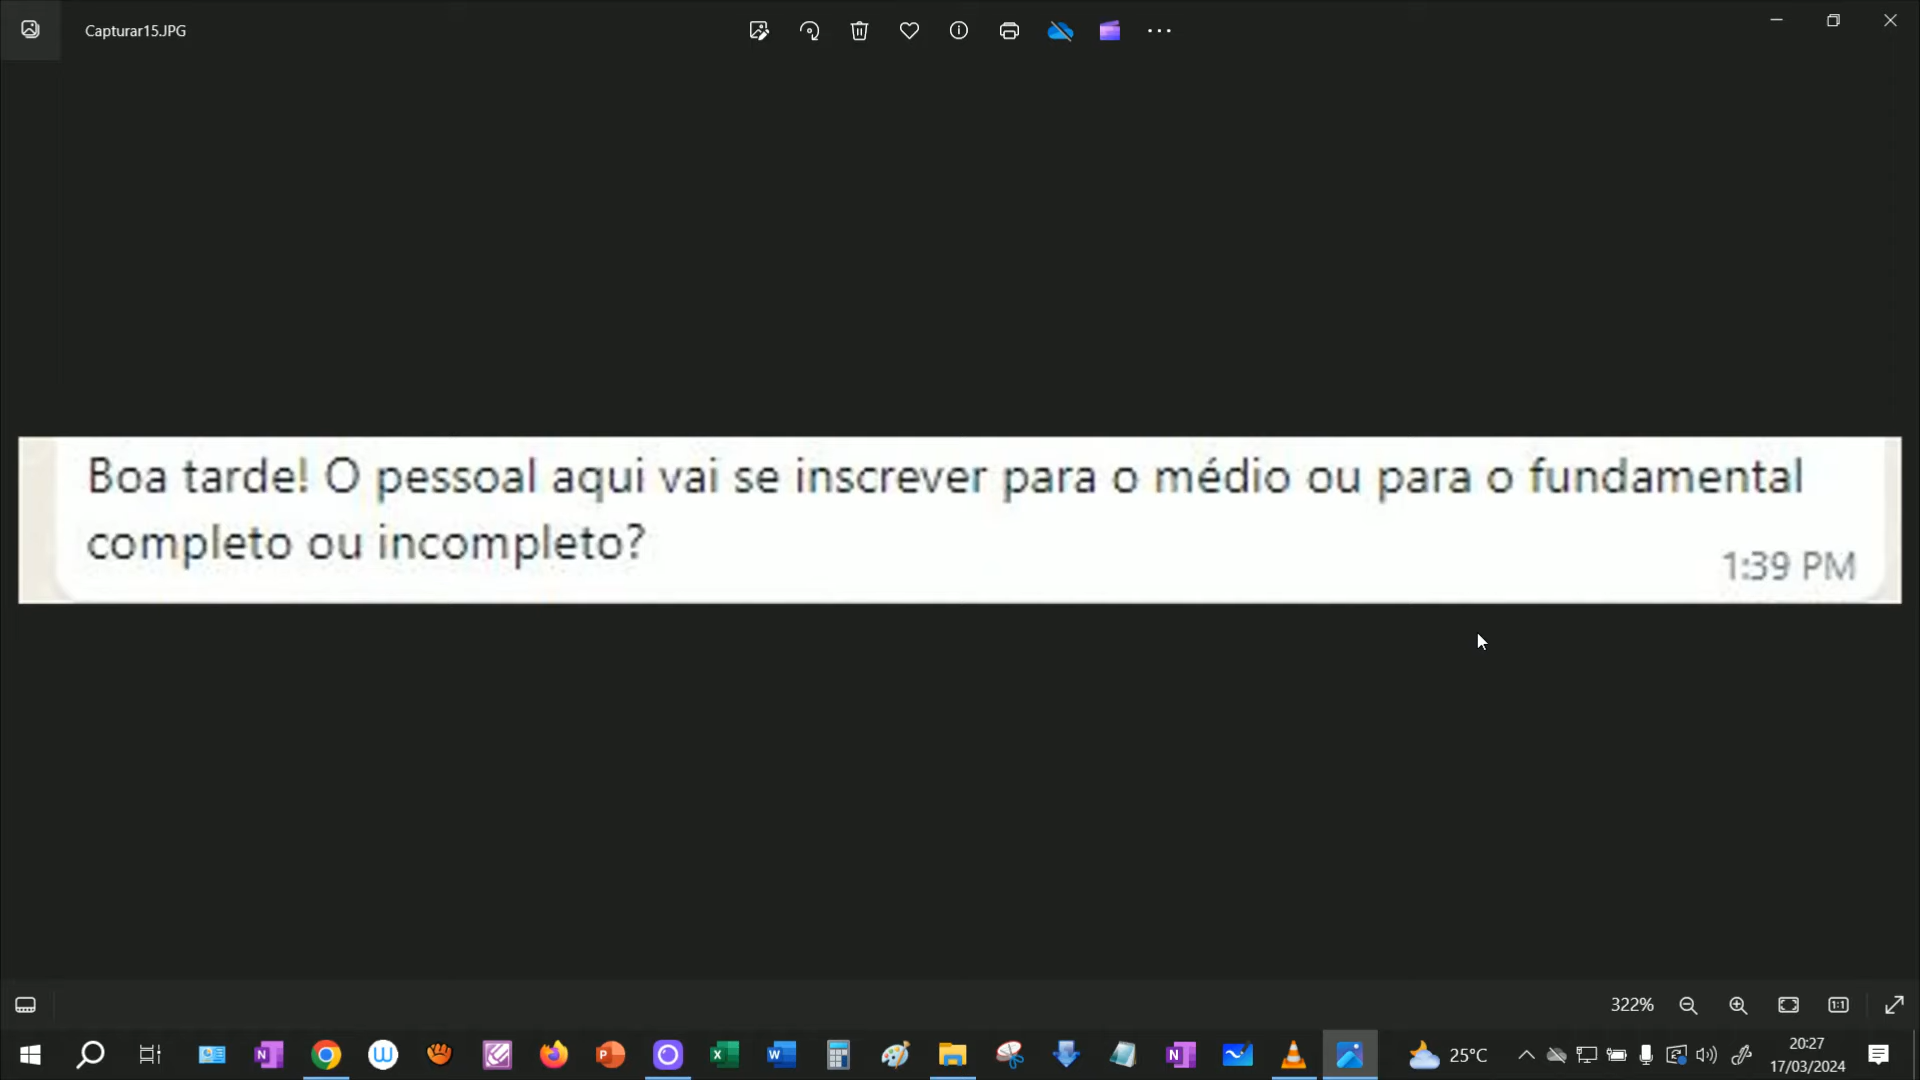 Capturar15.JPG
Boa tarde! O pessoal aqui vai se inscrever para o médio ou para o fundamental
completo ou incompleto?
1:39 PM
322%
25°C
20:27
17/03/2024